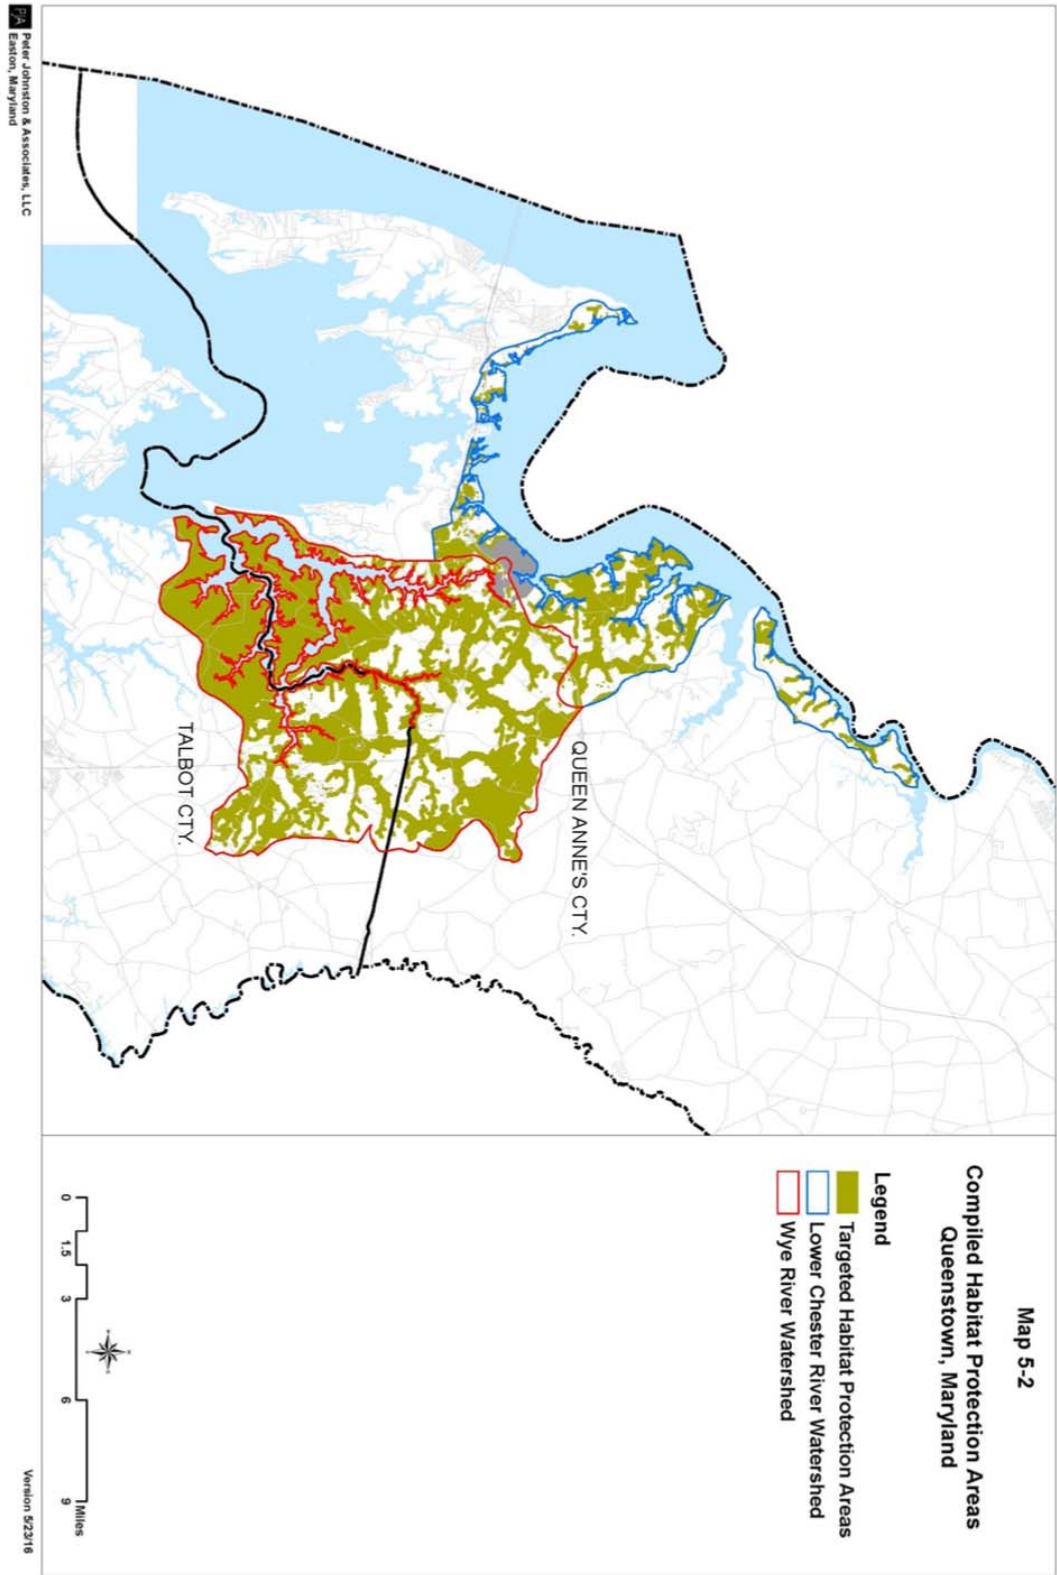 Map 5-2
Compiled Habitat Protection Areas
Queenstown, Maryland
Legend
Targeted Habitat Protection Areas
Lower Chester River Watershed
Wye River Watershed
QUEEN ANNE'S CTY.
TALBOT CTY.
0 1.5 3 6 9
Miles
PJA
Peter Johnston & Associates, LLC
Easton, Maryland
Version 5/23/16